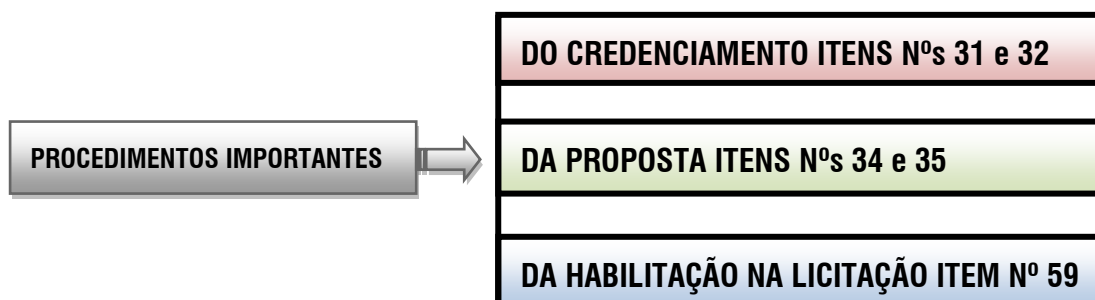 DO CREDENCIAMENTO ITENS Nºs 31 e 32
PROCEDIMENTOS IMPORTANTES
DA PROPOSTA ITENS Nºs 34 e 35
DA HABILITAÇÃO NA LICITAÇÃO ITEM Nº 59